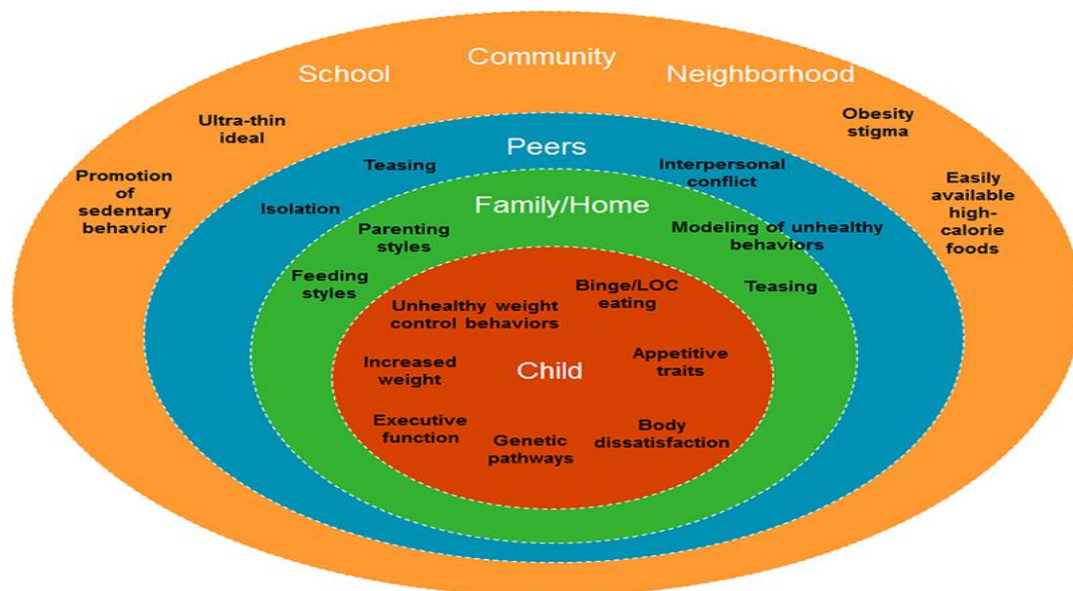 Community
School
Neighborhood
Ultra-thin
ideal
Obesity
stigma
Promotion
of
sedentary
behavior
Easily
available
high-
calorie
foods
Peers
Teasing
Interpersonal
conflict
Isolation
Family/Home
Parenting
styles
Modeling of unhealthy
behaviors
Feeding
styles
Teasing
Binge/LOC
eating
Unhealthy weight
control behaviors
Child
Increased
weight
Appetitive
traits
Executive
function
Genetic
pathways
Body
dissatisfaction